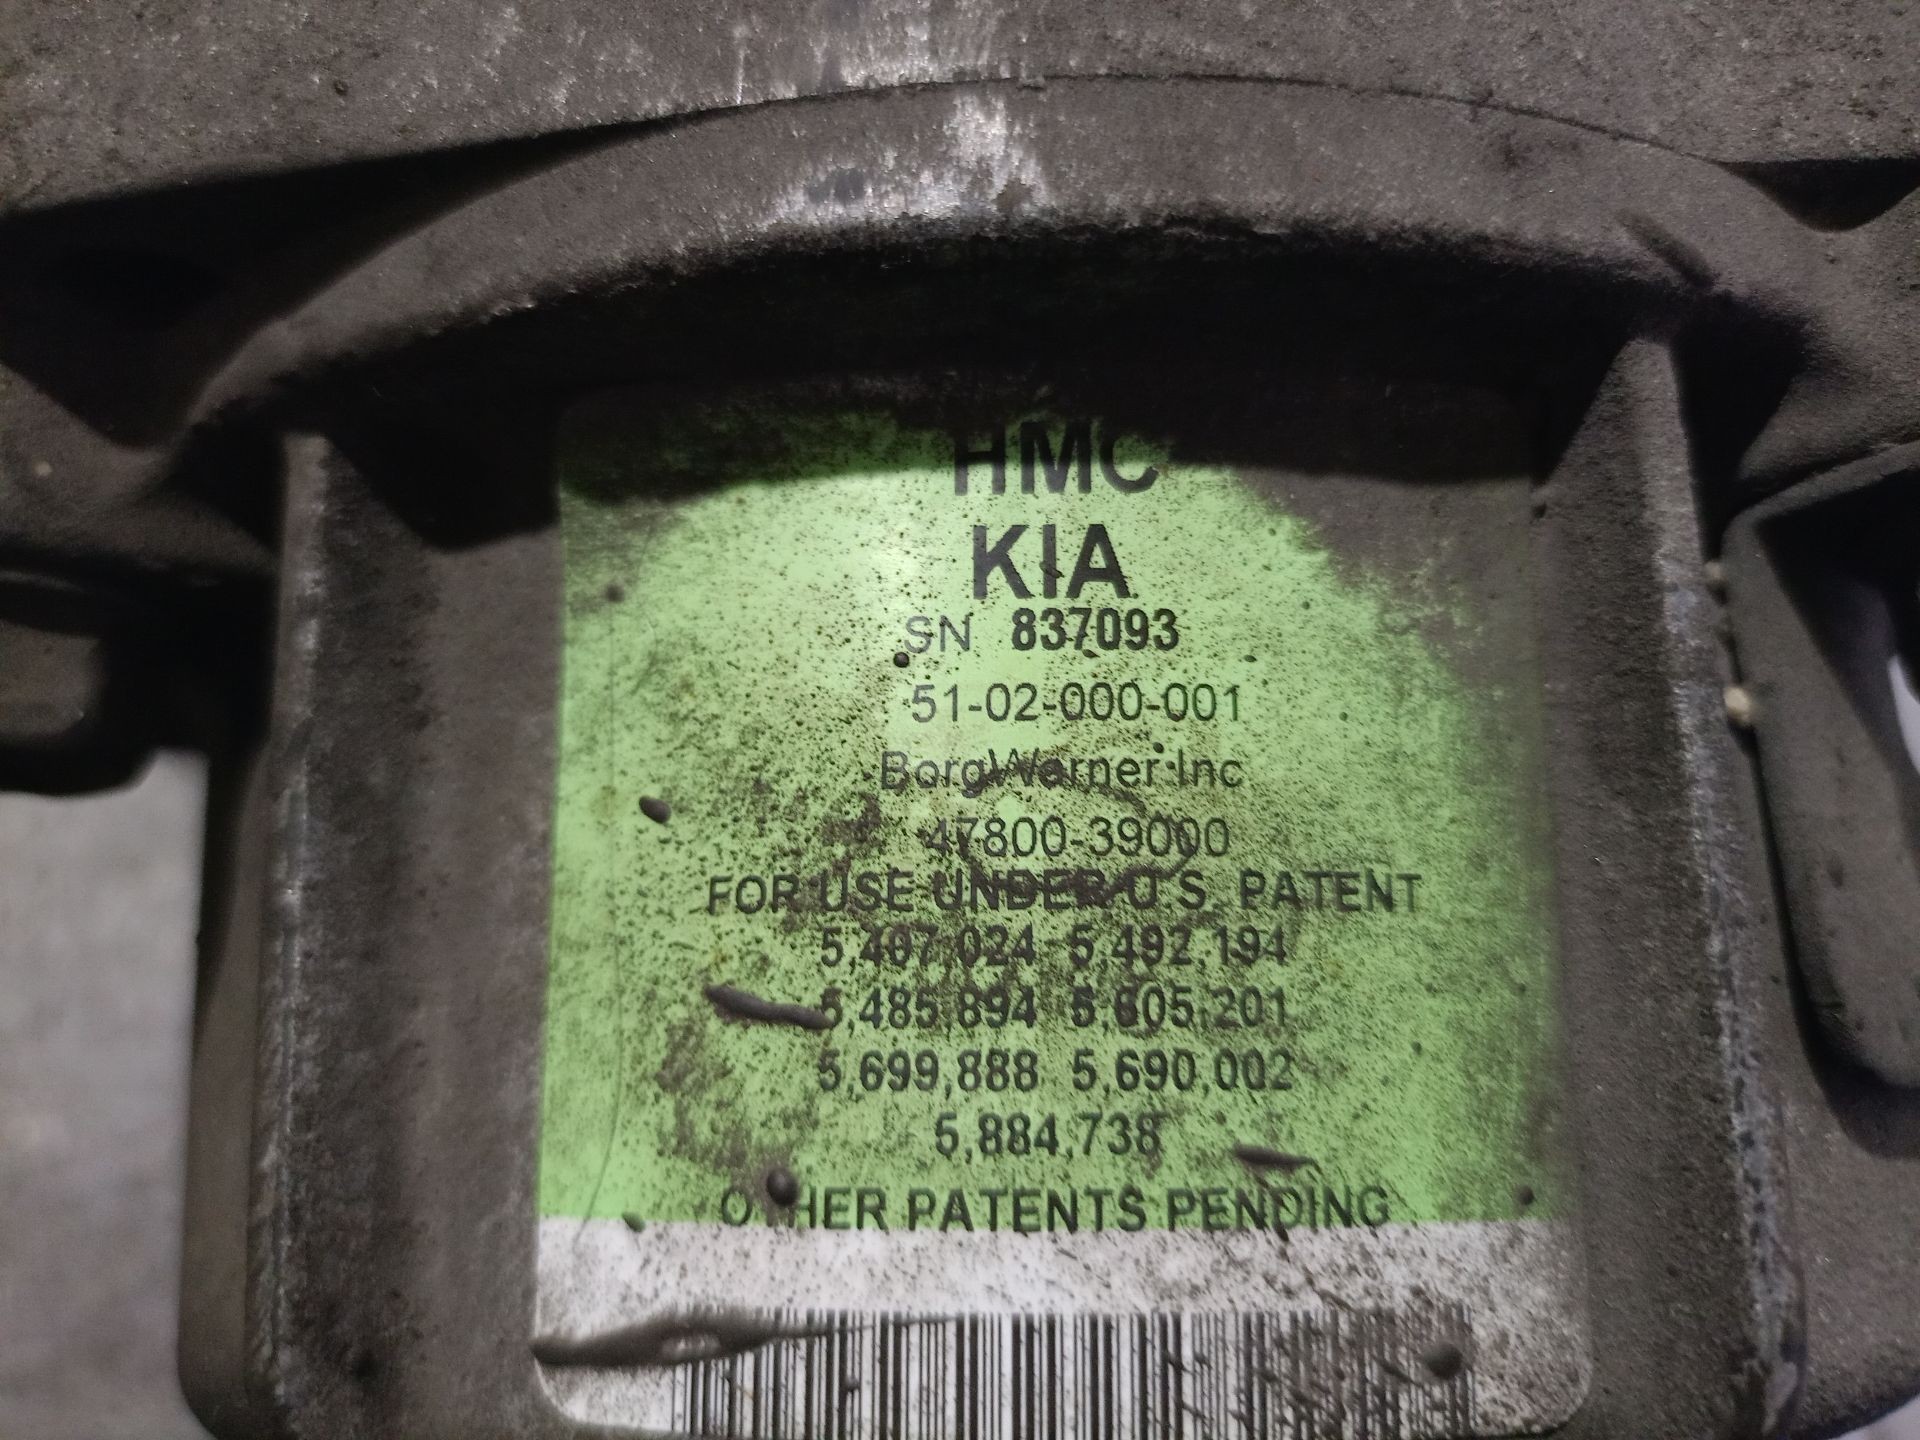 HMC
KIA
SN 837093
51-02-000-001
BorgWarner Inc
47800-39000
FOR USE UNDER U.S. PATENT
5,407,024 5,492,194
5,485,894 5,805,201
5,699,888 5,690,002
5,884,738
OTHER PATENTS PENDING